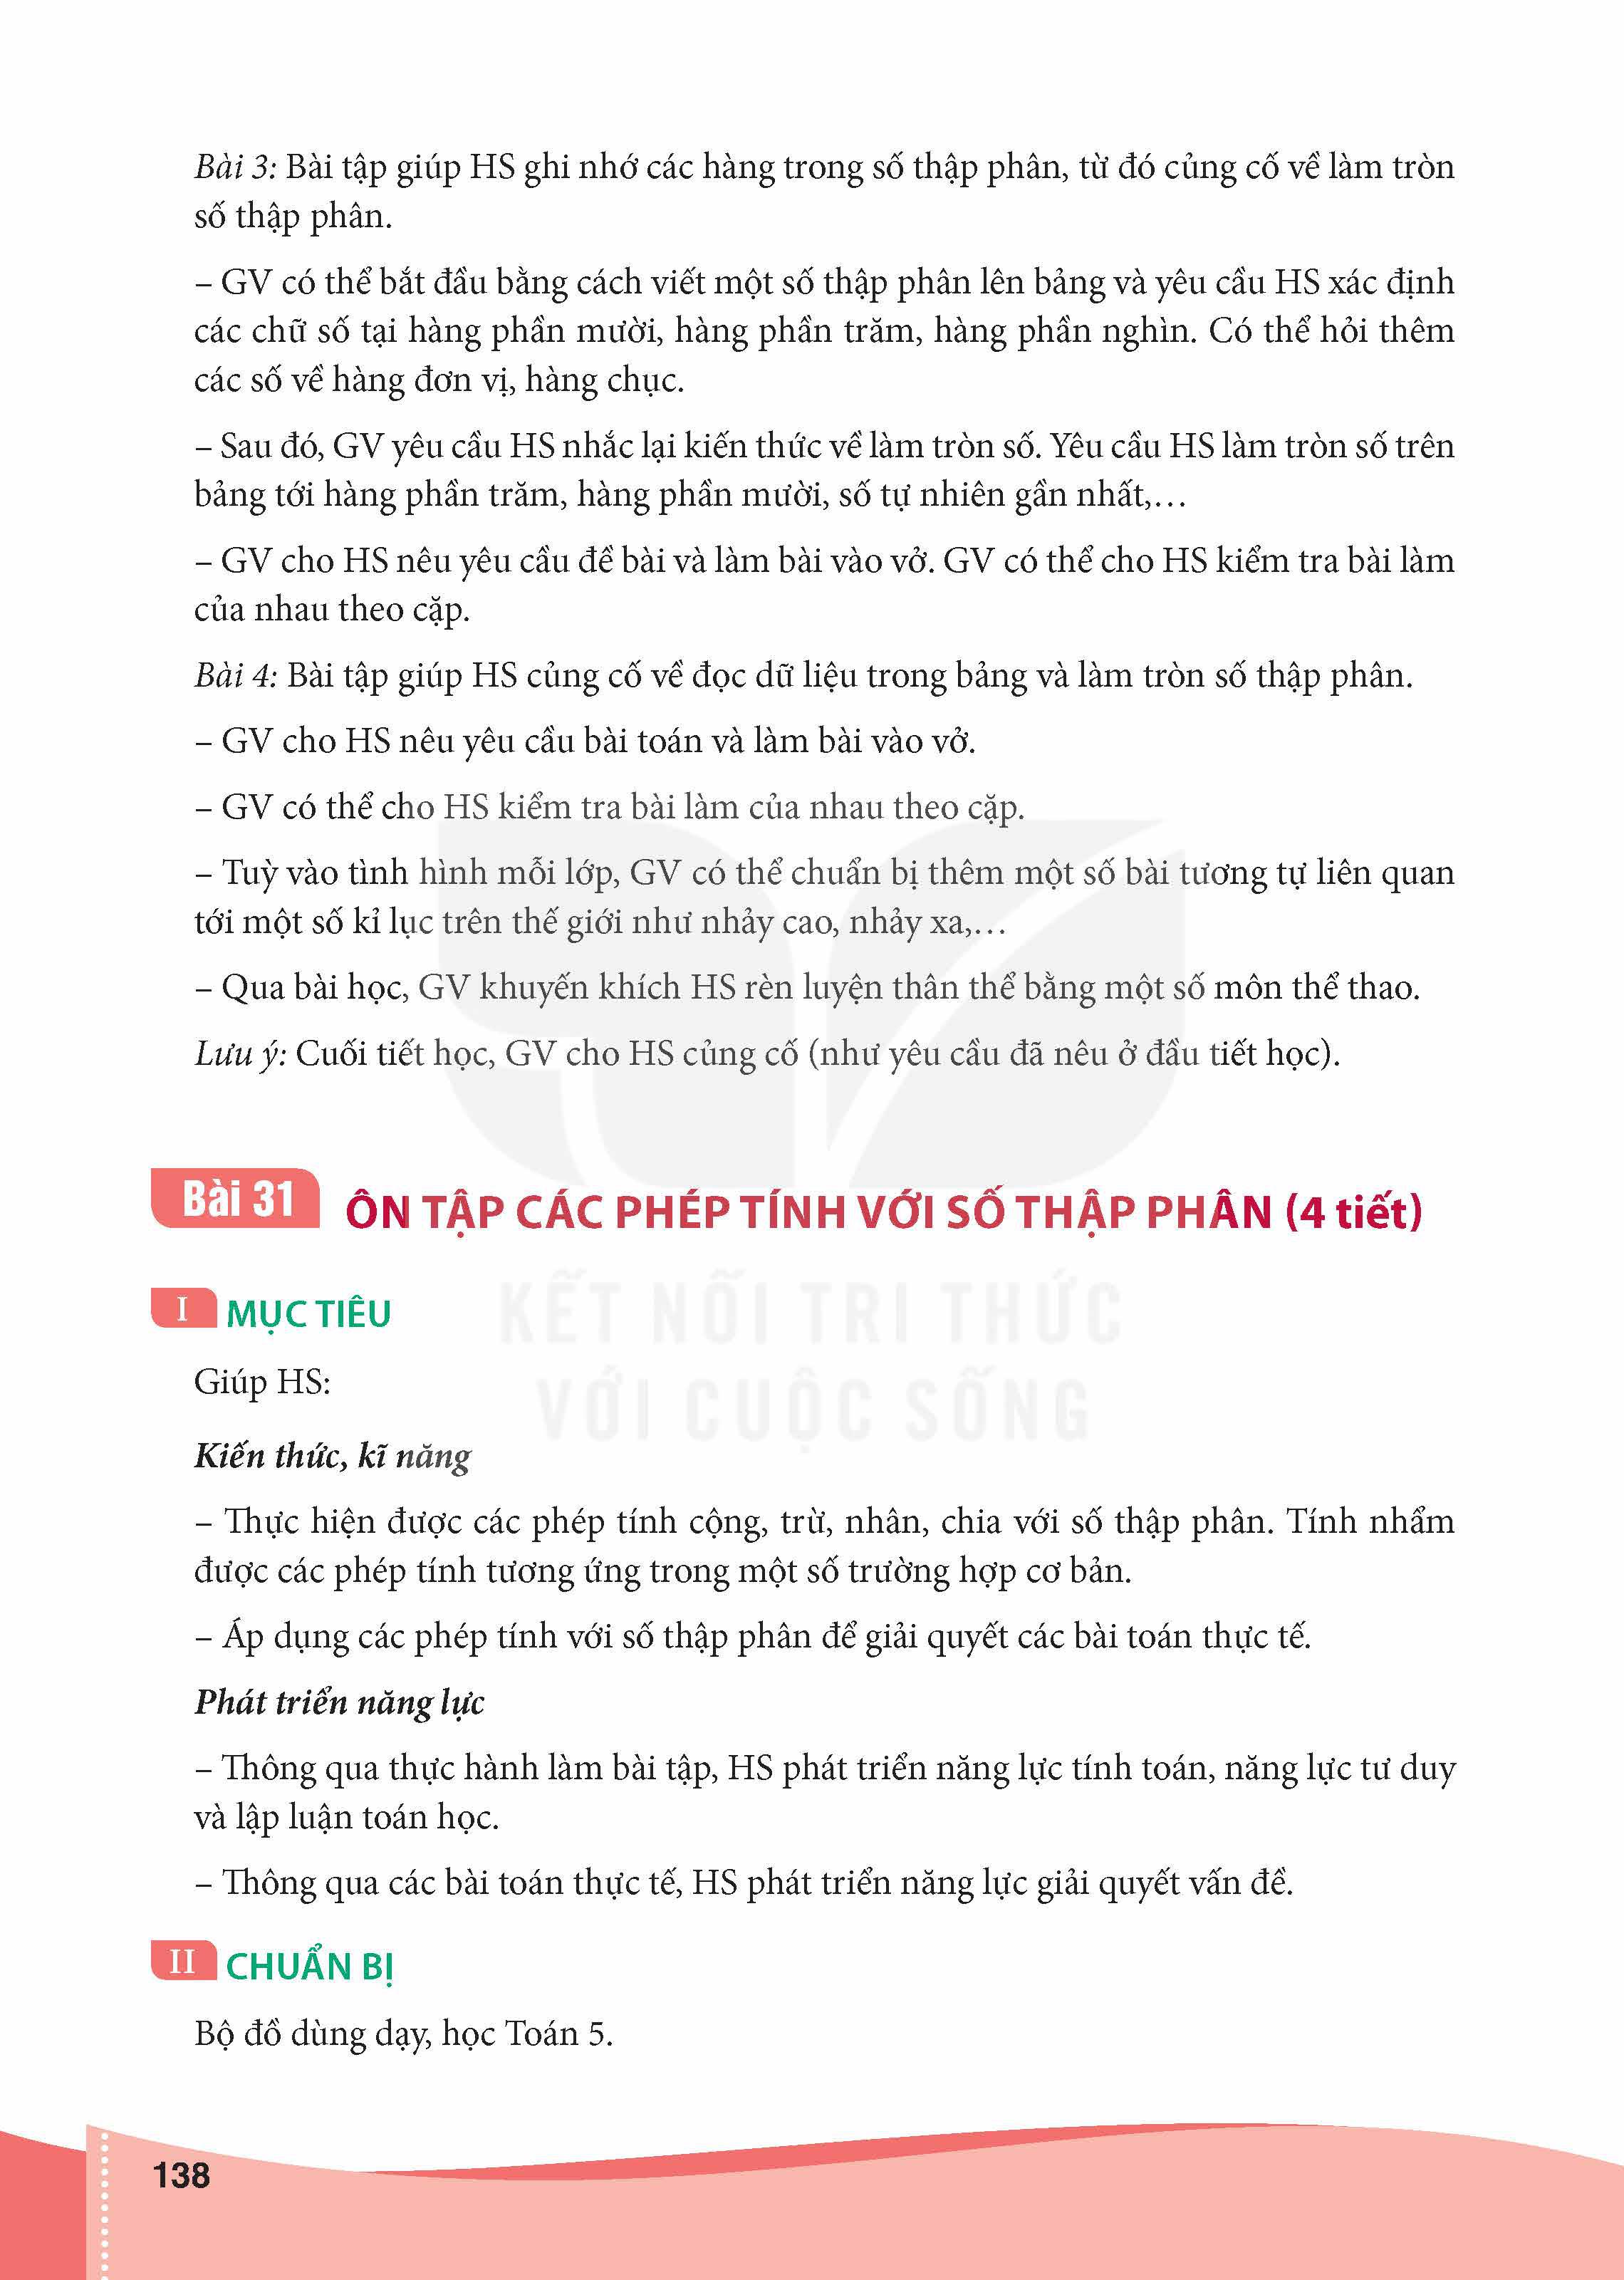 Bài 3: Bài tập giúp HS ghi nhớ các hàng trong số thập phân, từ đó củng cố về làm tròn
số thập phân.
– GV có thể bắt đầu bằng cách viết một số thập phân lên bảng và yêu cầu HS xác định
các chữ số tại hàng phần mười, hàng phần trăm, hàng phần nghìn. Có thể hỏi thêm
các số về hàng đơn vị, hàng chục.
– Sau đó, GV yêu cầu HS nhắc lại kiến thức về làm tròn số. Yêu cầu HS làm tròn số trên
bảng tới hàng phần trăm, hàng phần mười, số tự nhiên gần nhất,…
– GV cho HS nêu yêu cầu đề bài và làm bài vào vở. GV có thể cho HS kiểm tra bài làm
của nhau theo cặp.
Bài 4: Bài tập giúp HS củng cố về đọc dữ liệu trong bảng và làm tròn số thập phân.
– GV cho HS nêu yêu cầu bài toán và làm bài vào vở.
– GV có thể cho HS kiểm tra bài làm của nhau theo cặp.
– Tuỳ vào tình hình mỗi lớp, GV có thể chuẩn bị thêm một số bài tương tự liên quan
tới một số kỉ lục trên thế giới như nhảy cao, nhảy xa,…
– Qua bài học, GV khuyến khích HS rèn luyện thân thể bằng một số môn thể thao.
Lưu ý: Cuối tiết học, GV cho HS củng cố (như yêu cầu đã nêu ở đầu tiết học).
Bài 31 ÔN TẬP CÁC PHÉP TÍNH VỚI SỐ THẬP PHÂN (4 tiết)
KẾT NỐI TRI THỨC
I MỤC TIÊU
VỚI CUỘC SỐNG
Giúp HS:
Kiến thức, kĩ năng
– Thực hiện được các phép tính cộng, trừ, nhân, chia với số thập phân. Tính nhẩm
được các phép tính tương ứng trong một số trường hợp cơ bản.
– Áp dụng các phép tính với số thập phân để giải quyết các bài toán thực tế.
Phát triển năng lực
– Thông qua thực hành làm bài tập, HS phát triển năng lực tính toán, năng lực tư duy
và lập luận toán học.
– Thông qua các bài toán thực tế, HS phát triển năng lực giải quyết vấn đề.
II CHUẨN BỊ
Bộ đồ dùng dạy, học Toán 5.
138